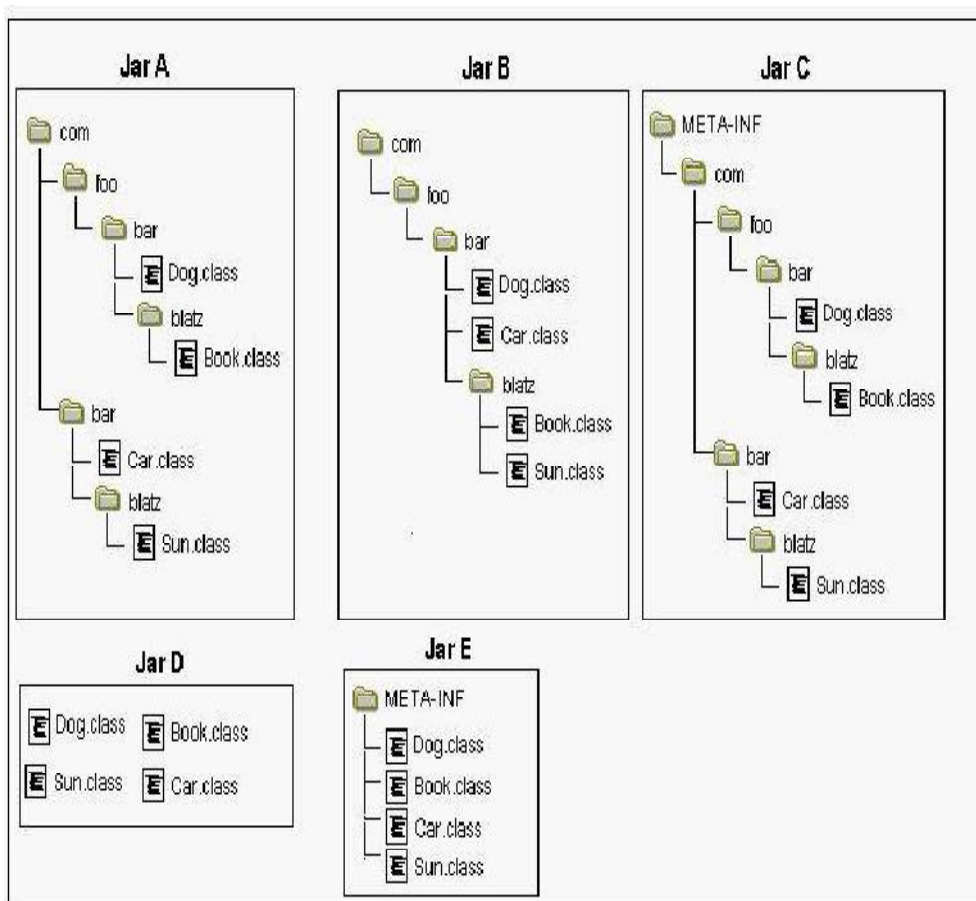 Jar A
com
foo
bar
Dog.class
blatz
Book.class
bar
Car.class
blatz
Sun.class
Jar B
com
foo
bar
Dog.class
Car.class
blatz
Book.class
Sun.class
Jar C
META-INF
com
foo
bar
Dog.class
blatz
Book.class
bar
Car.class
blatz
Sun.class
Jar D
Dog.class
Book.class
Sun.class
Car.class
Jar E
META-INF
Dog.class
Book.class
Car.class
Sun.class